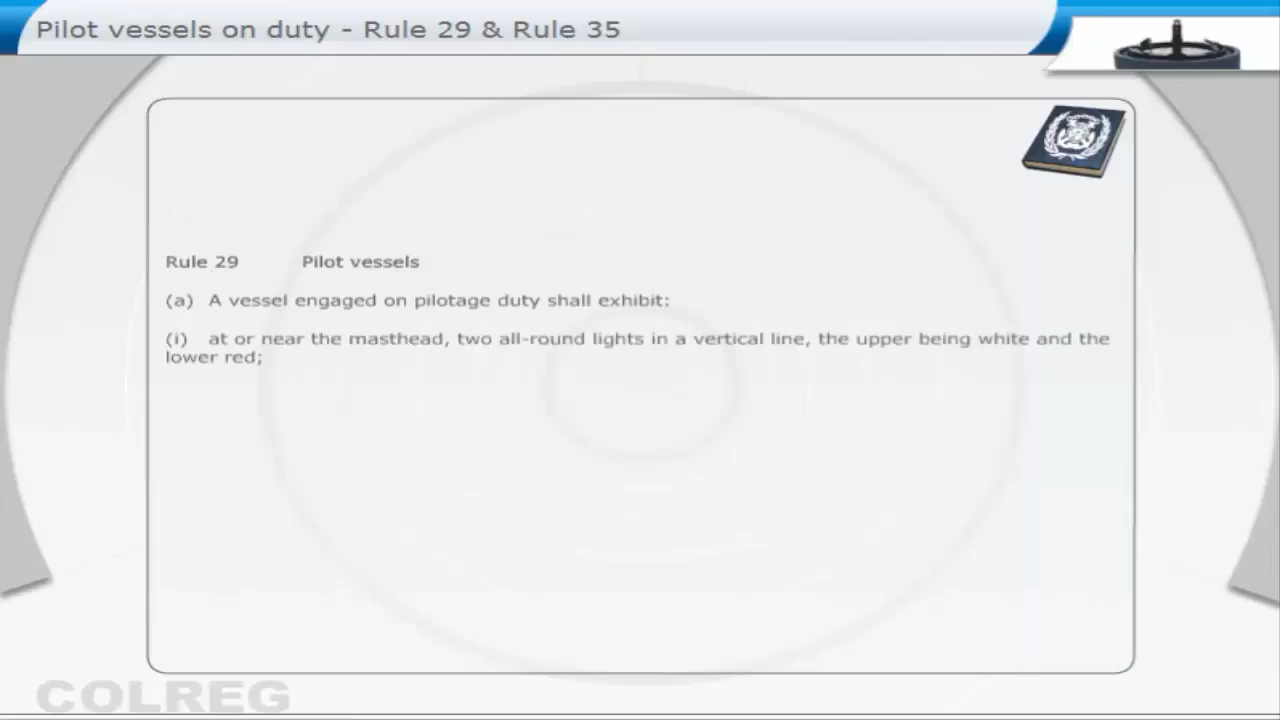 Pilot vessels on duty - Rule 29 & Rule 35
Rule 29 Pilot vessels
(a) A vessel engaged on pilotage duty shall exhibit:
(i) at or near the masthead, two all-round lights in a vertical line, the upper being white and the
lower red;
COLREG